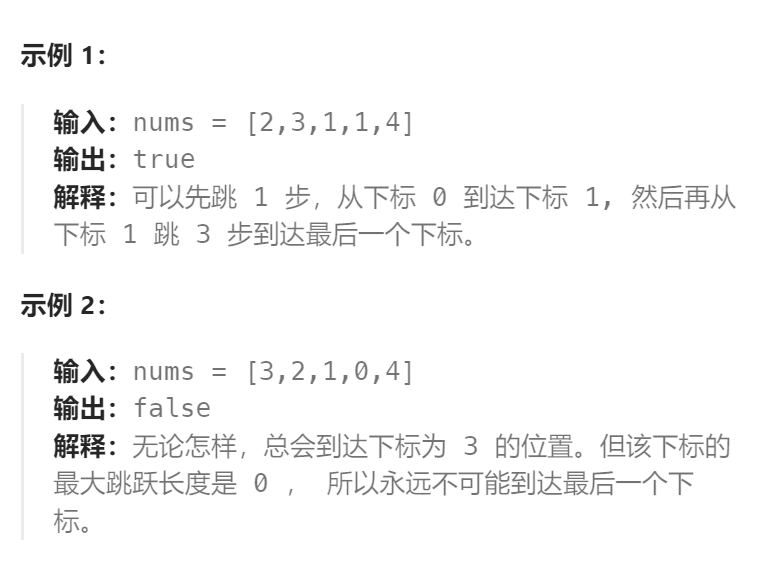 示例 1：
输入：nums = [2,3,1,1,4]
输出：true
解释：可以先跳 1 步，从下标 0 到达下标 1, 然后再从
下标 1 跳 3 步到达最后一个下标。
示例 2：
输入：nums = [3,2,1,0,4]
输出：false
解释：无论怎样，总会到达下标为 3 的位置。但该下标的
最大跳跃长度是 0 ， 所以永远不可能到达最后一个下
标。